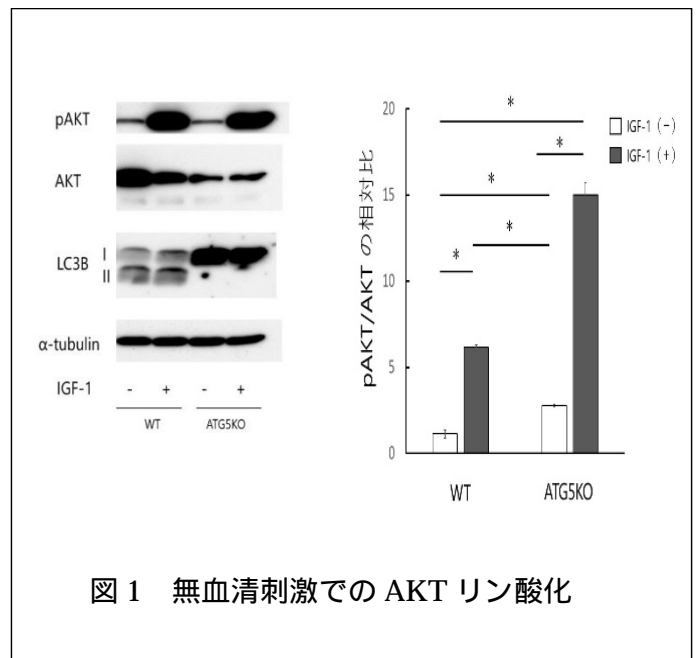 pAKT
AKT
LC3B
I
II
α-tubulin
IGF-1 - + - +
WT ATG5KO
pAKT/AKT の相対比
20
15
10
5
0
* 
*
*
*
*
IGF-1 (-)
IGF-1 (+)
WT ATG5KO
図 1 無血清刺激での AKT リン酸化